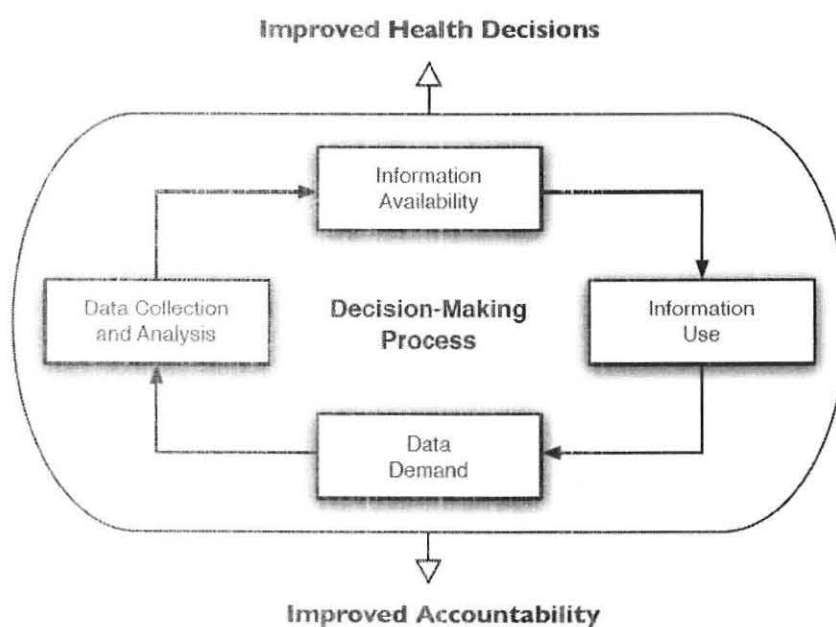 Improved Health Decisions
Information
Availability
Data Collection
and Analysis
Decision-Making
Process
Information
Use
Data
Demand
Improved Accountability